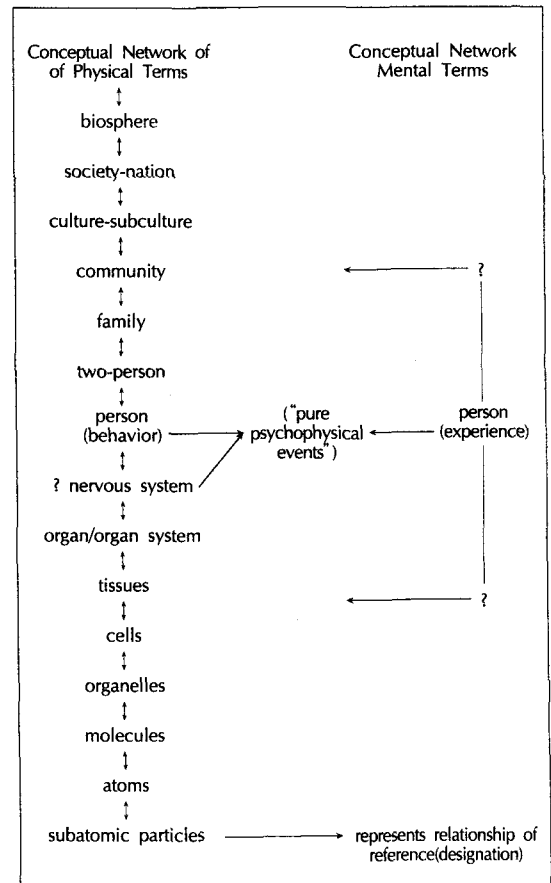 Conceptual Network of
of Physical Terms
Conceptual Network
Mental Terms
biosphere
society-nation
culture-subculture
community
?
family
two-person
person
(behavior)
("pure
psychophysical
events")
person
(experience)
? nervous system
organ/organ system
tissues
?
cells
organelles
molecules
atoms
subatomic particles
represents relationship of
reference(designation)